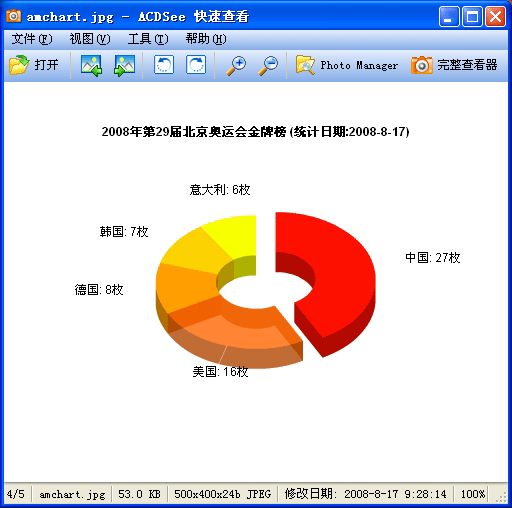 amchart.jpg - ACDSee 快速查看
文件(F) 视图(V) 工具(T) 帮助(H)
打开 Photo Manager 完整查看器
2008年第29届北京奥运会金牌榜 (统计日期:2008-8-17)
意大利: 6枚
韩国: 7枚
中国: 27枚
德国: 8枚
美国: 16枚
4/5 amchart.jpg 53.0 KB 500x400x24b JPEG 修改日期: 2008-8-17 9:28:14 100%